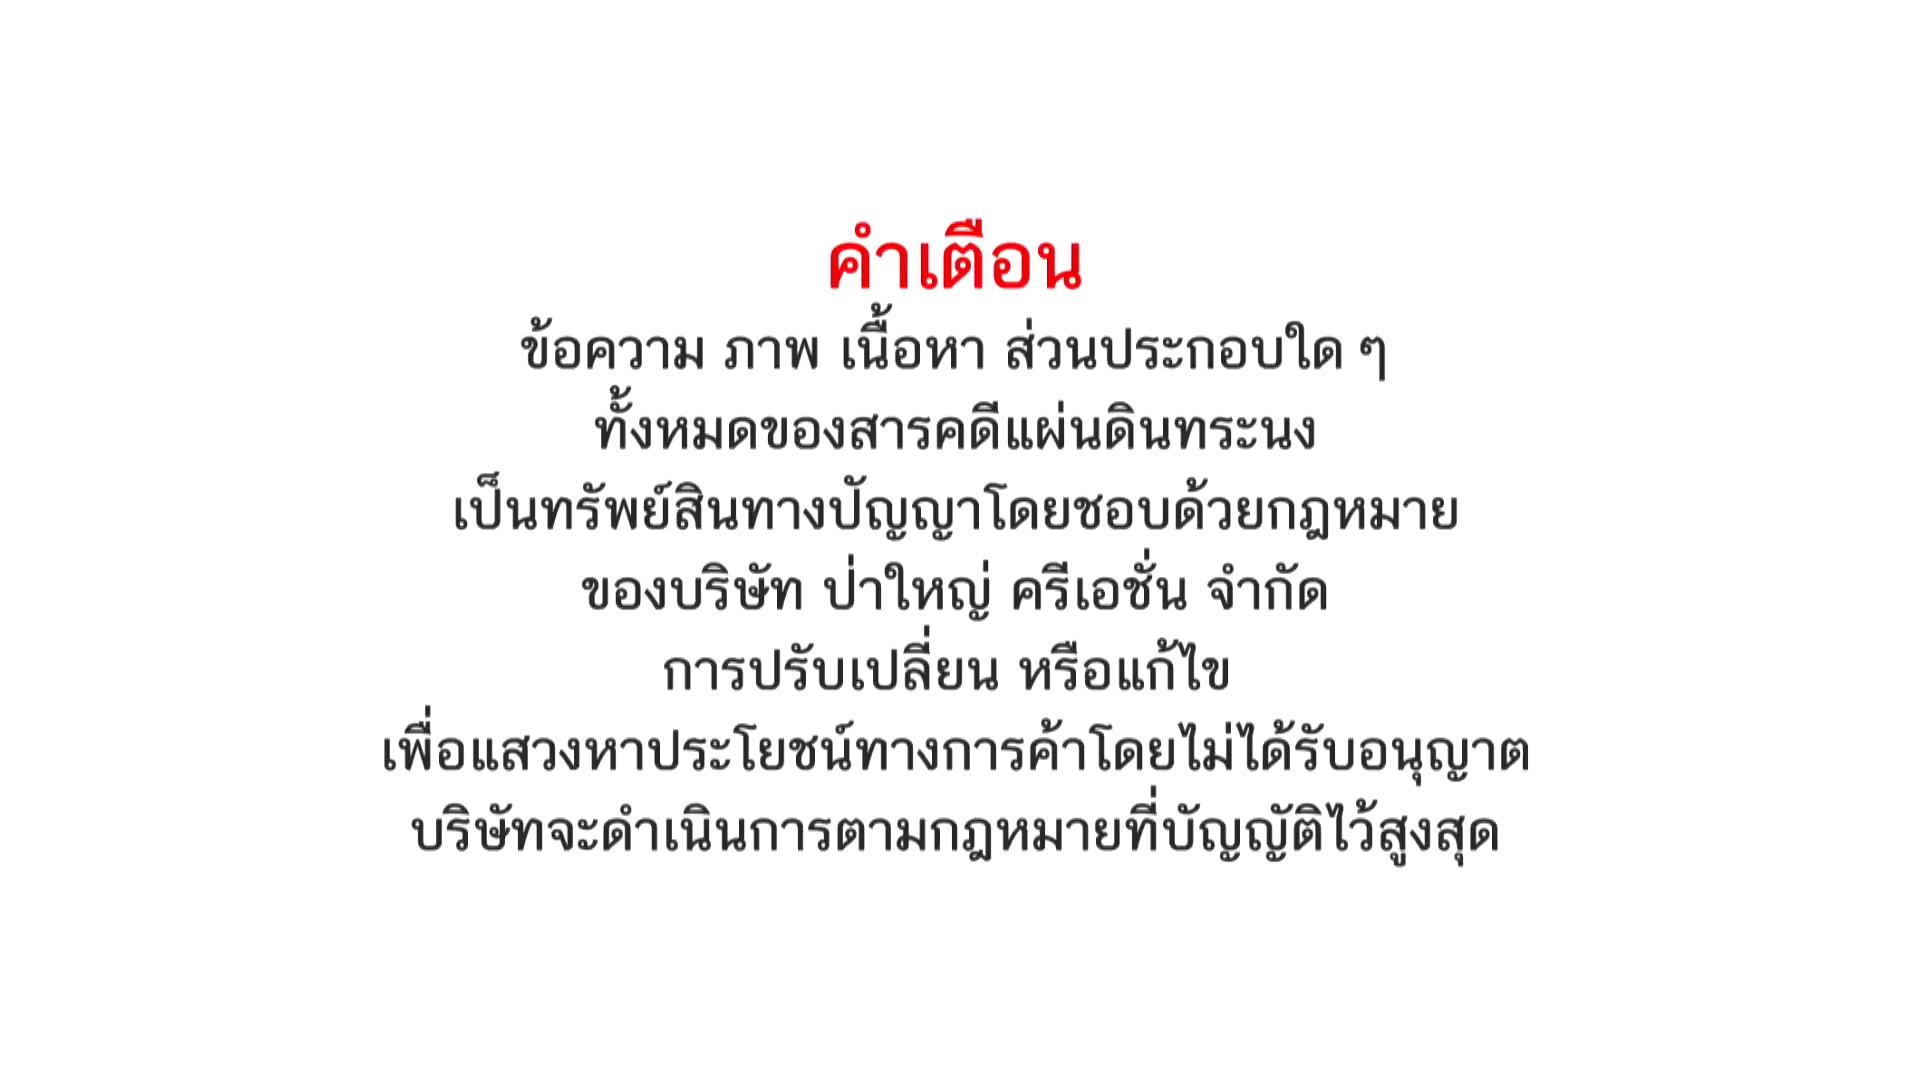 คำเตือน
ข้อความ ภาพ เนื้อหา ส่วนประกอบใด ๆ
ทั้งหมดของสารคดีแผ่นดินทระนง
เป็นทรัพย์สินทางปัญญาโดยชอบด้วยกฎหมาย
ของบริษัท ป่าใหญ่ ครีเอชั่น จำกัด
การปรับเปลี่ยน หรือแก้ไข
เพื่อแสวงหาประโยชน์ทางการค้าโดยไม่ได้รับอนุญาต
บริษัทจะดำเนินการตามกฎหมายที่บัญญัติไว้สูงสุด